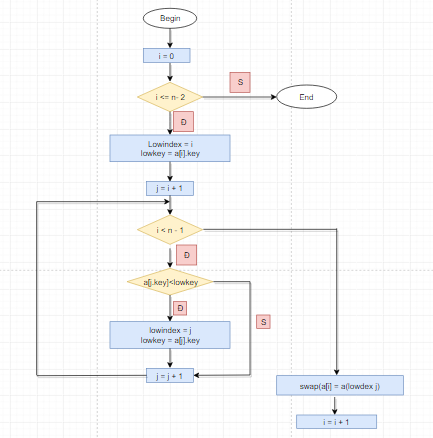 Begin
i = 0
i <= n- 2
S
End
Đ
Lowindex = i
lowkey = a[i].key
j = i + 1
i < n - 1
Đ
a[j.key]<lowkey
Đ
S
lowindex = j
lowkey = a[j].key
j = j + 1
swap(a[i] = a(lowdex j)
i = i + 1